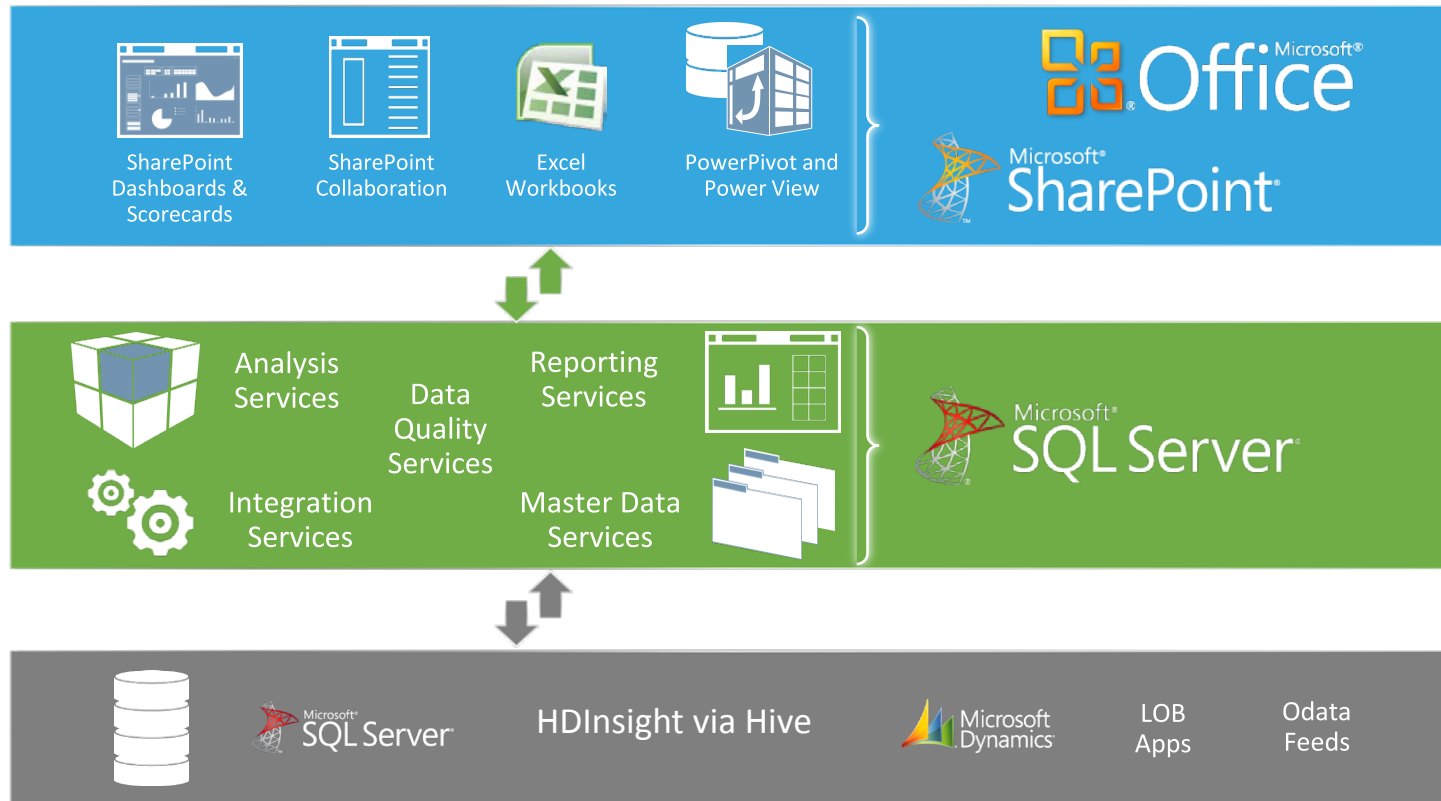 SharePoint
Dashboards &
Scorecards
SharePoint
Collaboration
Excel
Workbooks
PowerPivot and
Power View
Microsoft®
Office®
Microsoft®
SharePoint®
™
Analysis
Services
Data
Quality
Services
Reporting
Services
Integration
Services
Master Data
Services
Microsoft®
SQL Server®
Microsoft®
SQL Server®
HDInsight via Hive
Microsoft
Dynamics
LOB
Apps
Odata
Feeds